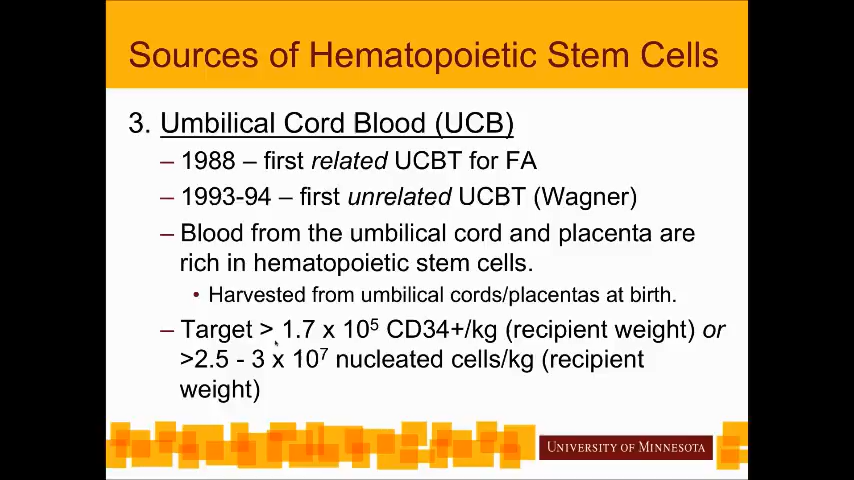 Sources of Hematopoietic Stem Cells
3. Umbilical Cord Blood (UCB)
– 1988 – first related UCBT for FA
– 1993-94 – first unrelated UCBT (Wagner)
– Blood from the umbilical cord and placenta are
rich in hematopoietic stem cells.
• Harvested from umbilical cords/placentas at birth.
– Target > 1.7 x 10⁵ CD34+/kg (recipient weight) or
>2.5 - 3 x 10⁷ nucleated cells/kg (recipient
weight)
UNIVERSITY OF MINNESOTA